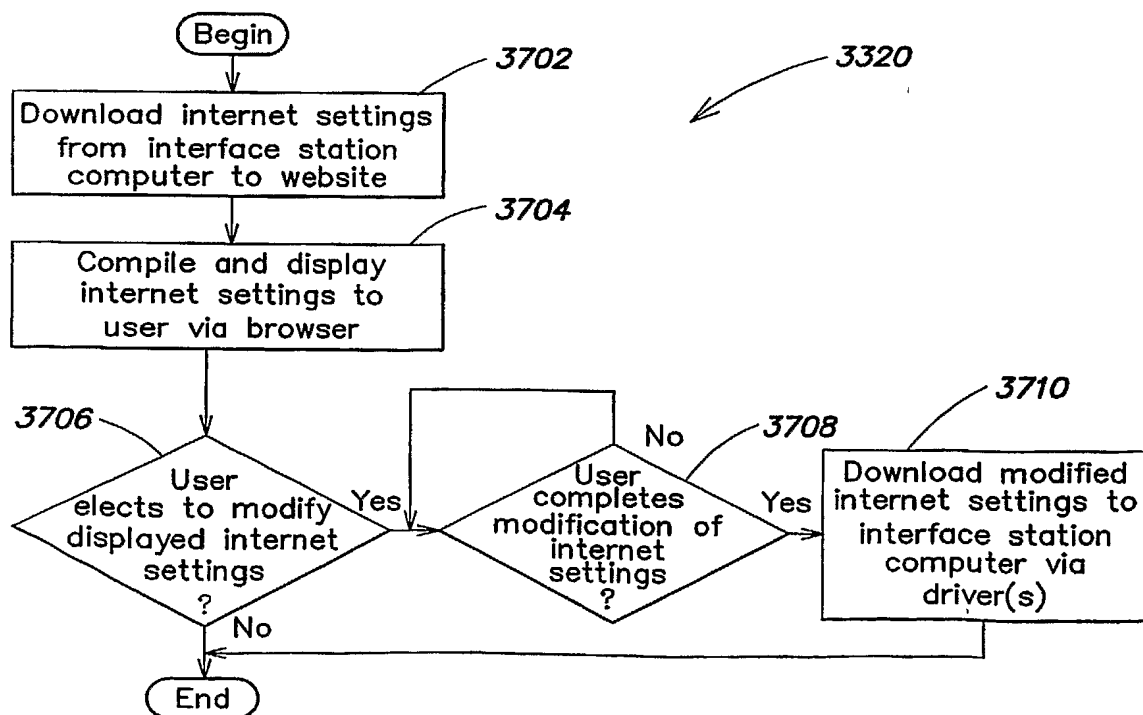 Begin
3702
3320
Download internet settings
from interface station
computer to website
3704
Compile and display
internet settings to
user via browser
3706
User
elects to modify
displayed internet
settings
?
Yes
No
No
3708
User
completes
modification of
internet
settings
?
Yes
3710
Download modified
internet settings to
interface station
computer via
driver(s)
End